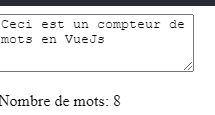 Ceci est un compteur de
mots en VueJs
Nombre de mots: 8